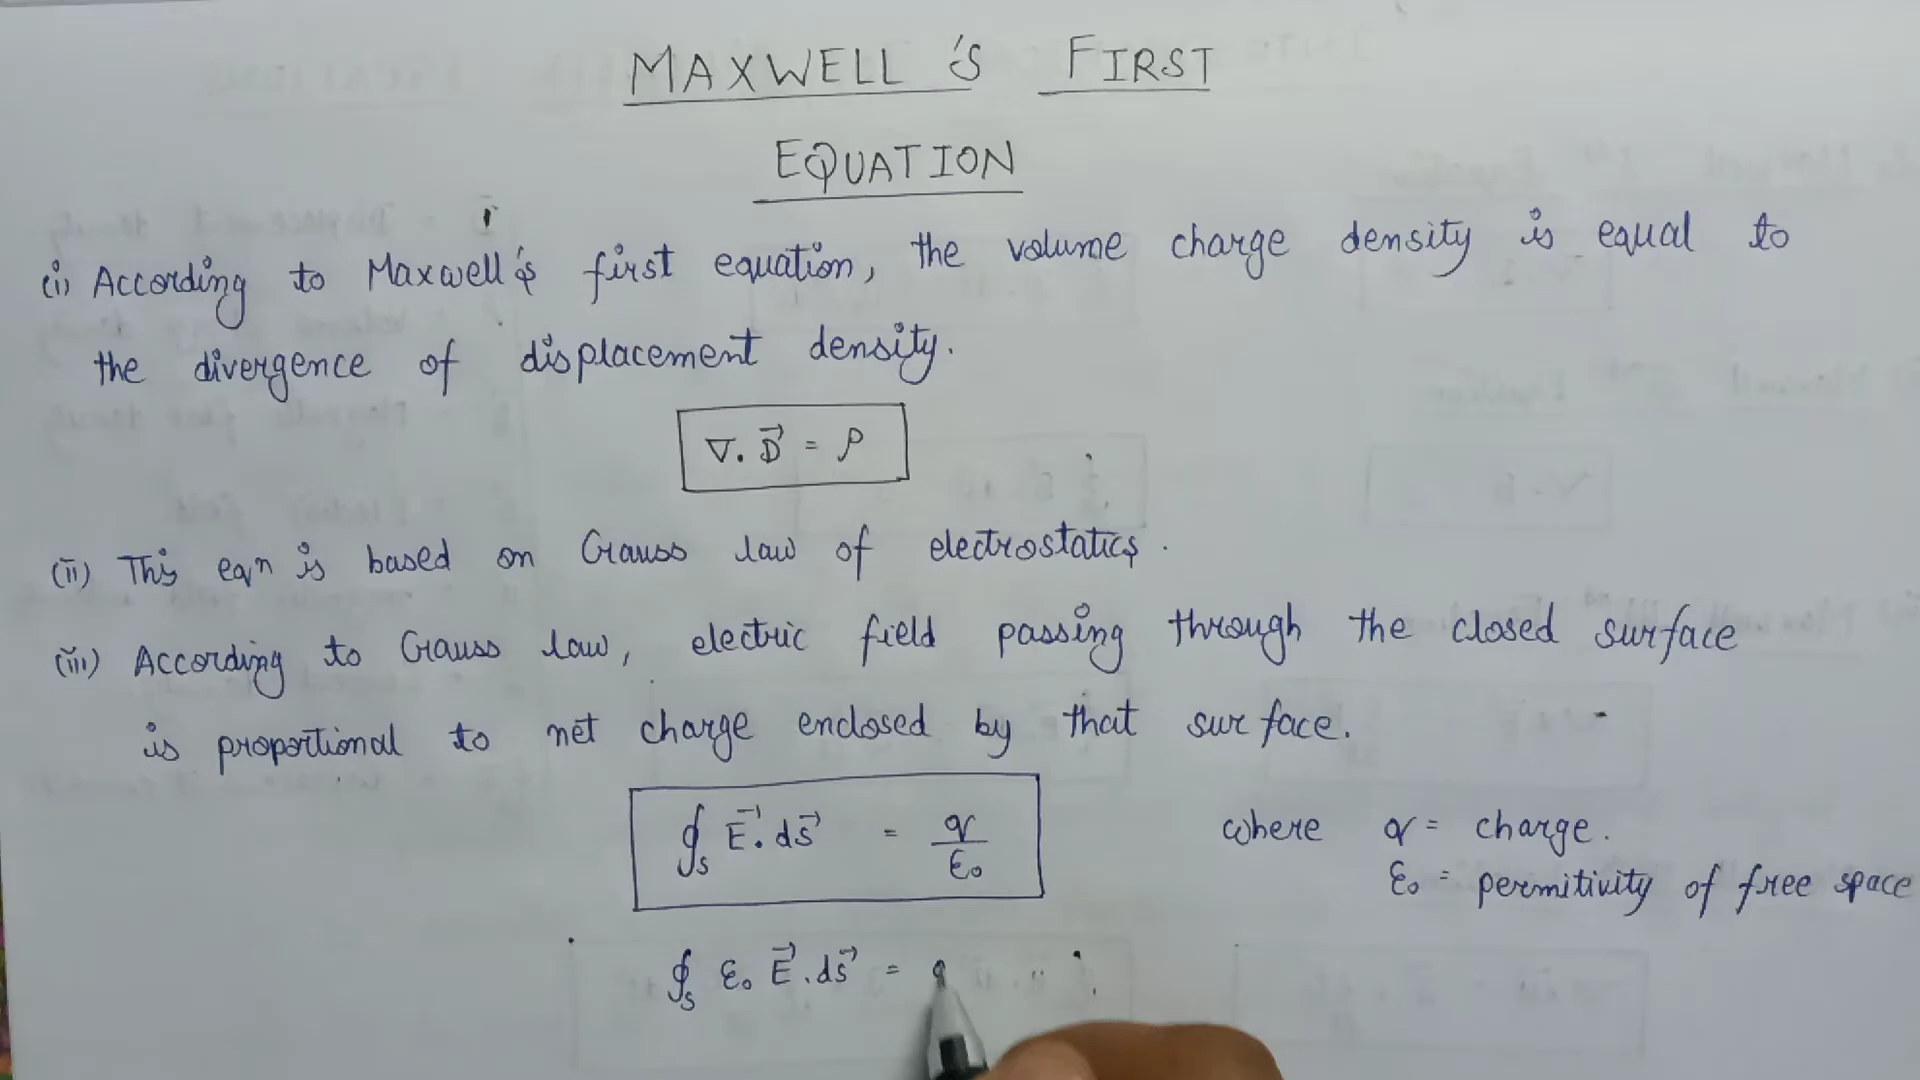 MAXWELL'S FIRST
EQUATION
(i) According to Maxwell's first equation, the volume charge density is equal to
the divergence of displacement density.
∇. D⃗ = ρ
(ii) This eqn is based on Gauss law of electrostatics.
(iii) According to Gauss law, electric field passing through the closed surface
is proportional to net charge enclosed by that surface.
∮s E⃗. ds⃗ = q/ε₀ where q = charge.
ε₀ = permitivity of free space
∮s ε₀ E⃗ . ds⃗ = q